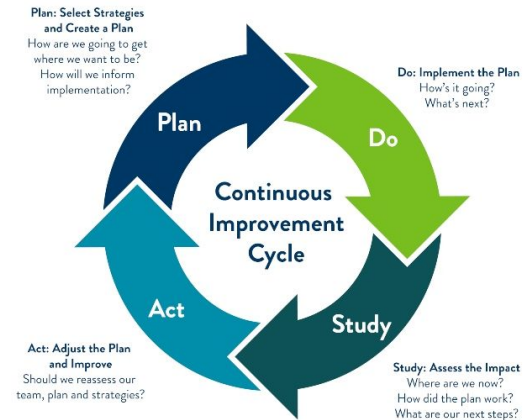 Plan: Select Strategies
and Create a Plan
How are we going to get
where we want to be?
How will we inform
implementation?
Do: Implement the Plan
How's it going?
What's next?
Plan
Do
Continuous
Improvement
Cycle
Act
Study
Act: Adjust the Plan
and Improve
Should we reassess our
team, plan and strategies?
Study: Assess the Impact
Where are we now?
How did the plan work?
What are our next steps?